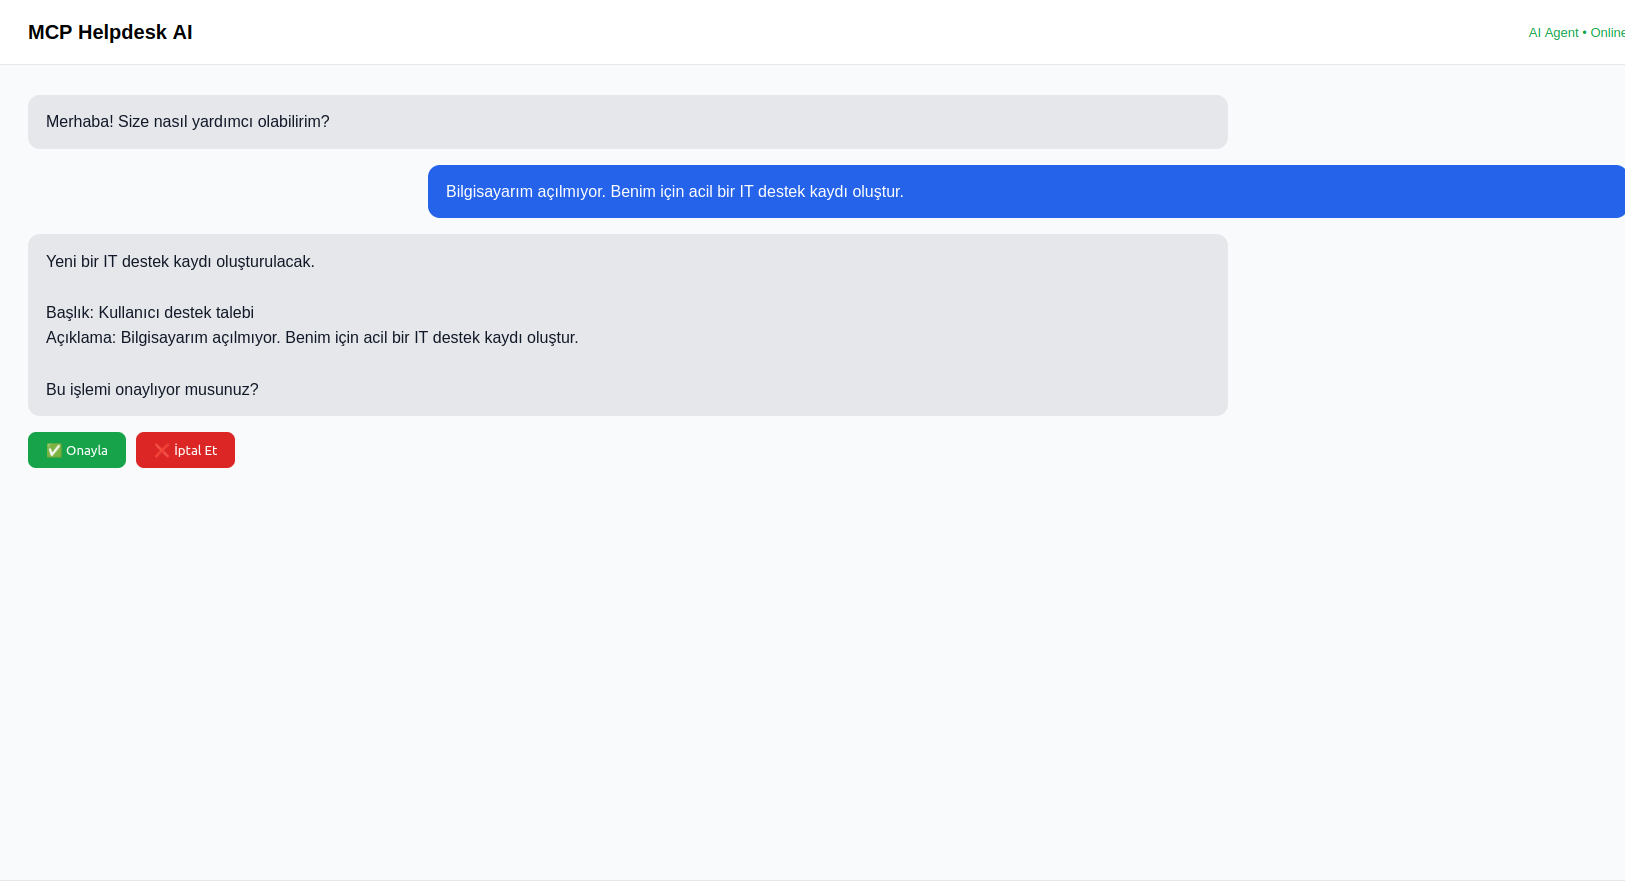 MCP Helpdesk AI
AI Agent • Online
Merhaba! Size nasıl yardımcı olabilirim?
Bilgisayarım açılmıyor. Benim için acil bir IT destek kaydı oluştur.
Yeni bir IT destek kaydı oluşturulacak.
Başlık: Kullanıcı destek talebi
Açıklama: Bilgisayarım açılmıyor. Benim için acil bir IT destek kaydı oluştur.
Bu işlemi onaylıyor musunuz?
✅ Onayla
❌ İptal Et